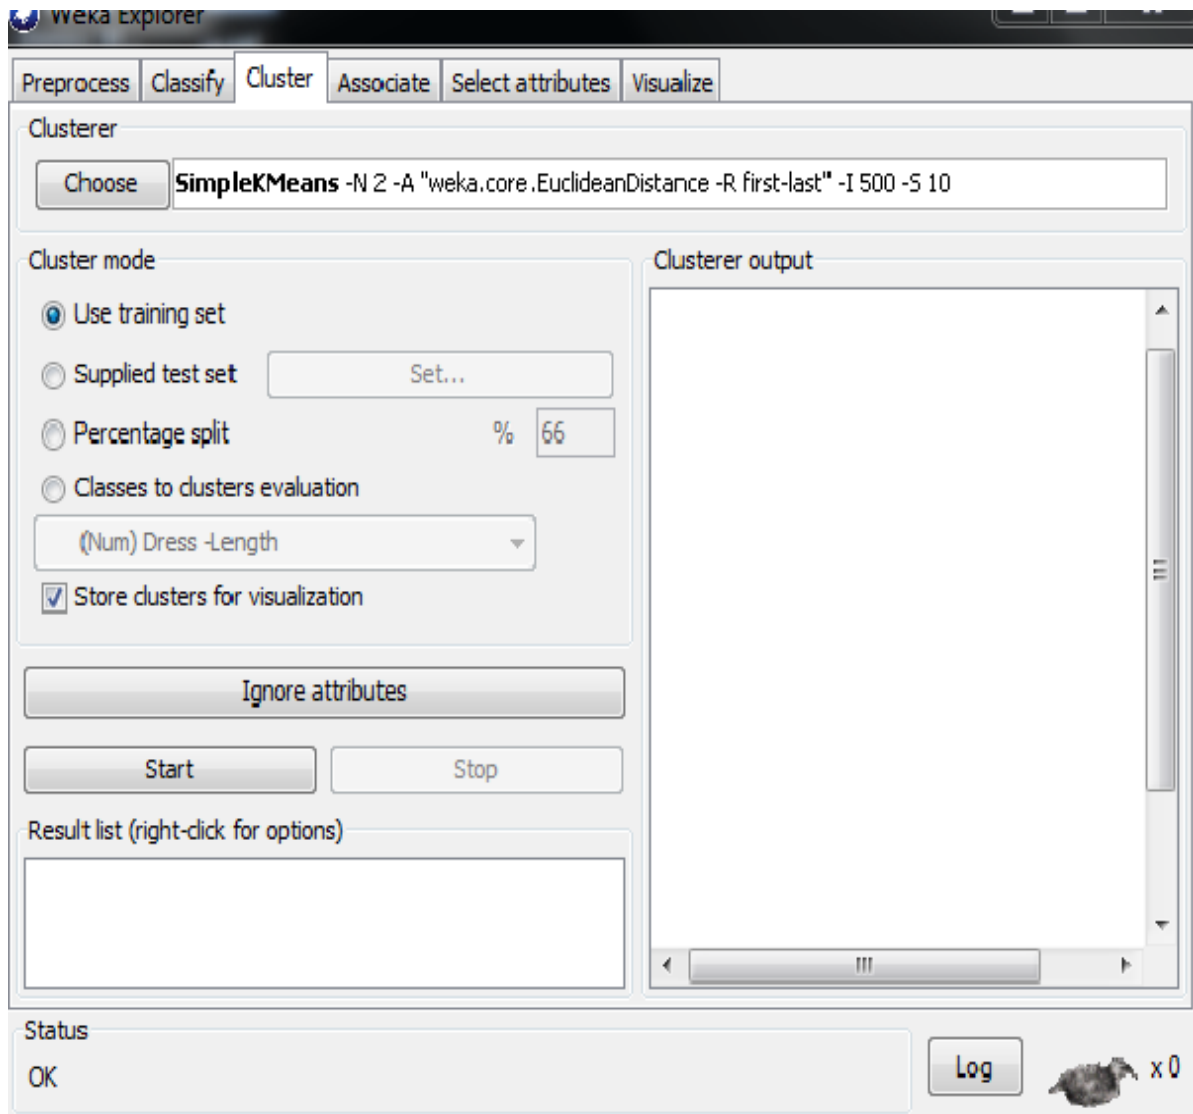 Weka Explorer
Preprocess Classify Cluster Associate Select attributes Visualize
Clusterer
Choose SimpleKMeans -N 2 -A "weka.core.EuclideanDistance -R first-last" -I 500 -S 10
Cluster mode
Use training set
Supplied test set Set...
Percentage split % 66
Classes to clusters evaluation
(Num) Dress -Length
Store clusters for visualization
Ignore attributes
Start Stop
Result list (right-click for options)
Clusterer output
Status
OK
Log x 0